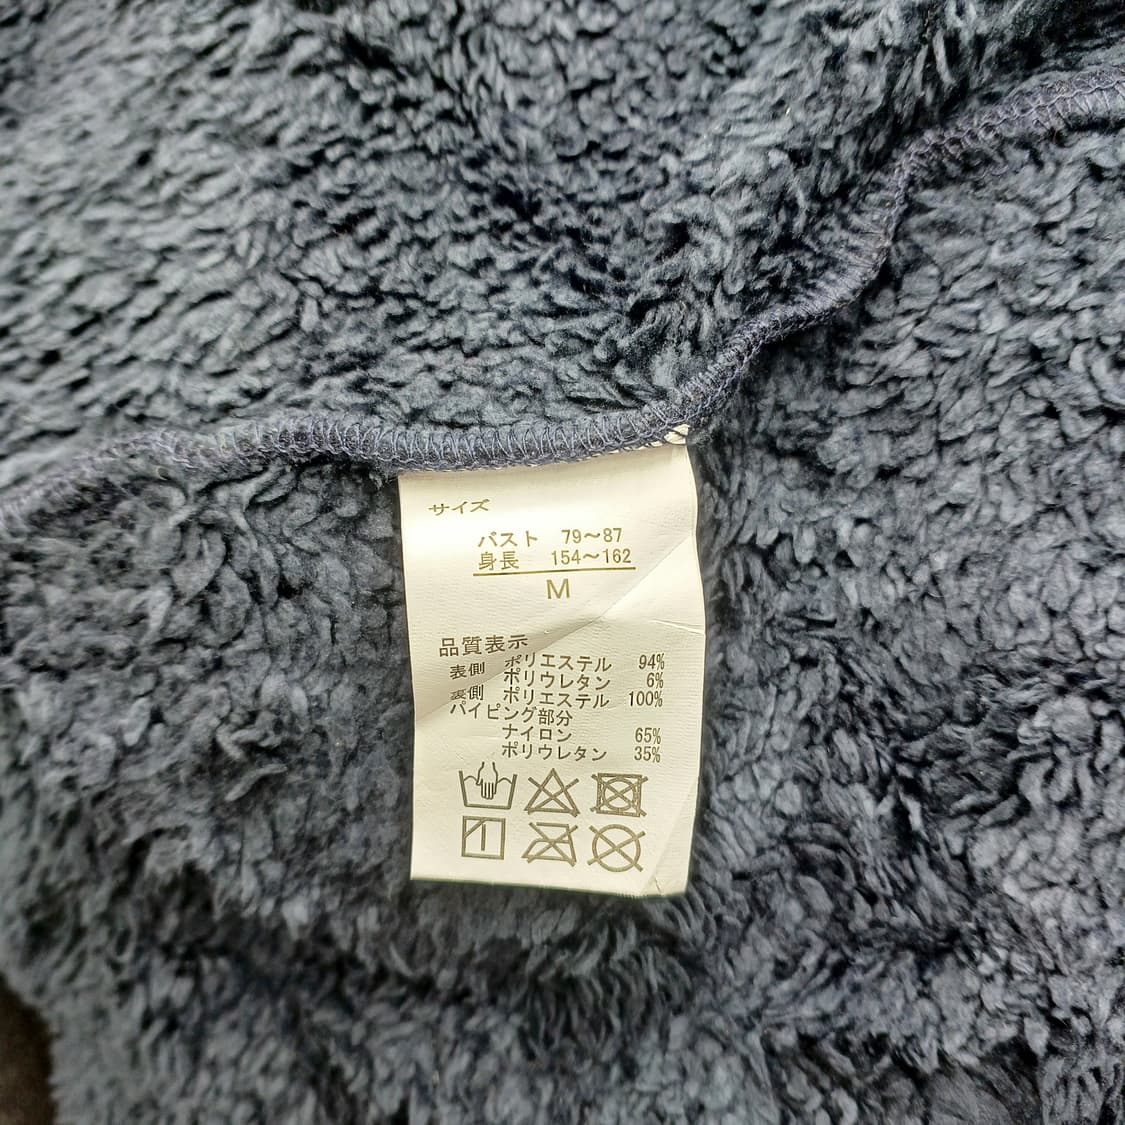 サイズ
バスト 79～87
身長 154～162
M
品質表示
表側 ポリエステル 94%
ポリウレタン 6%
裏側 ポリエステル 100%
パイピング部分
ナイロン 65%
ポリウレタン 35%